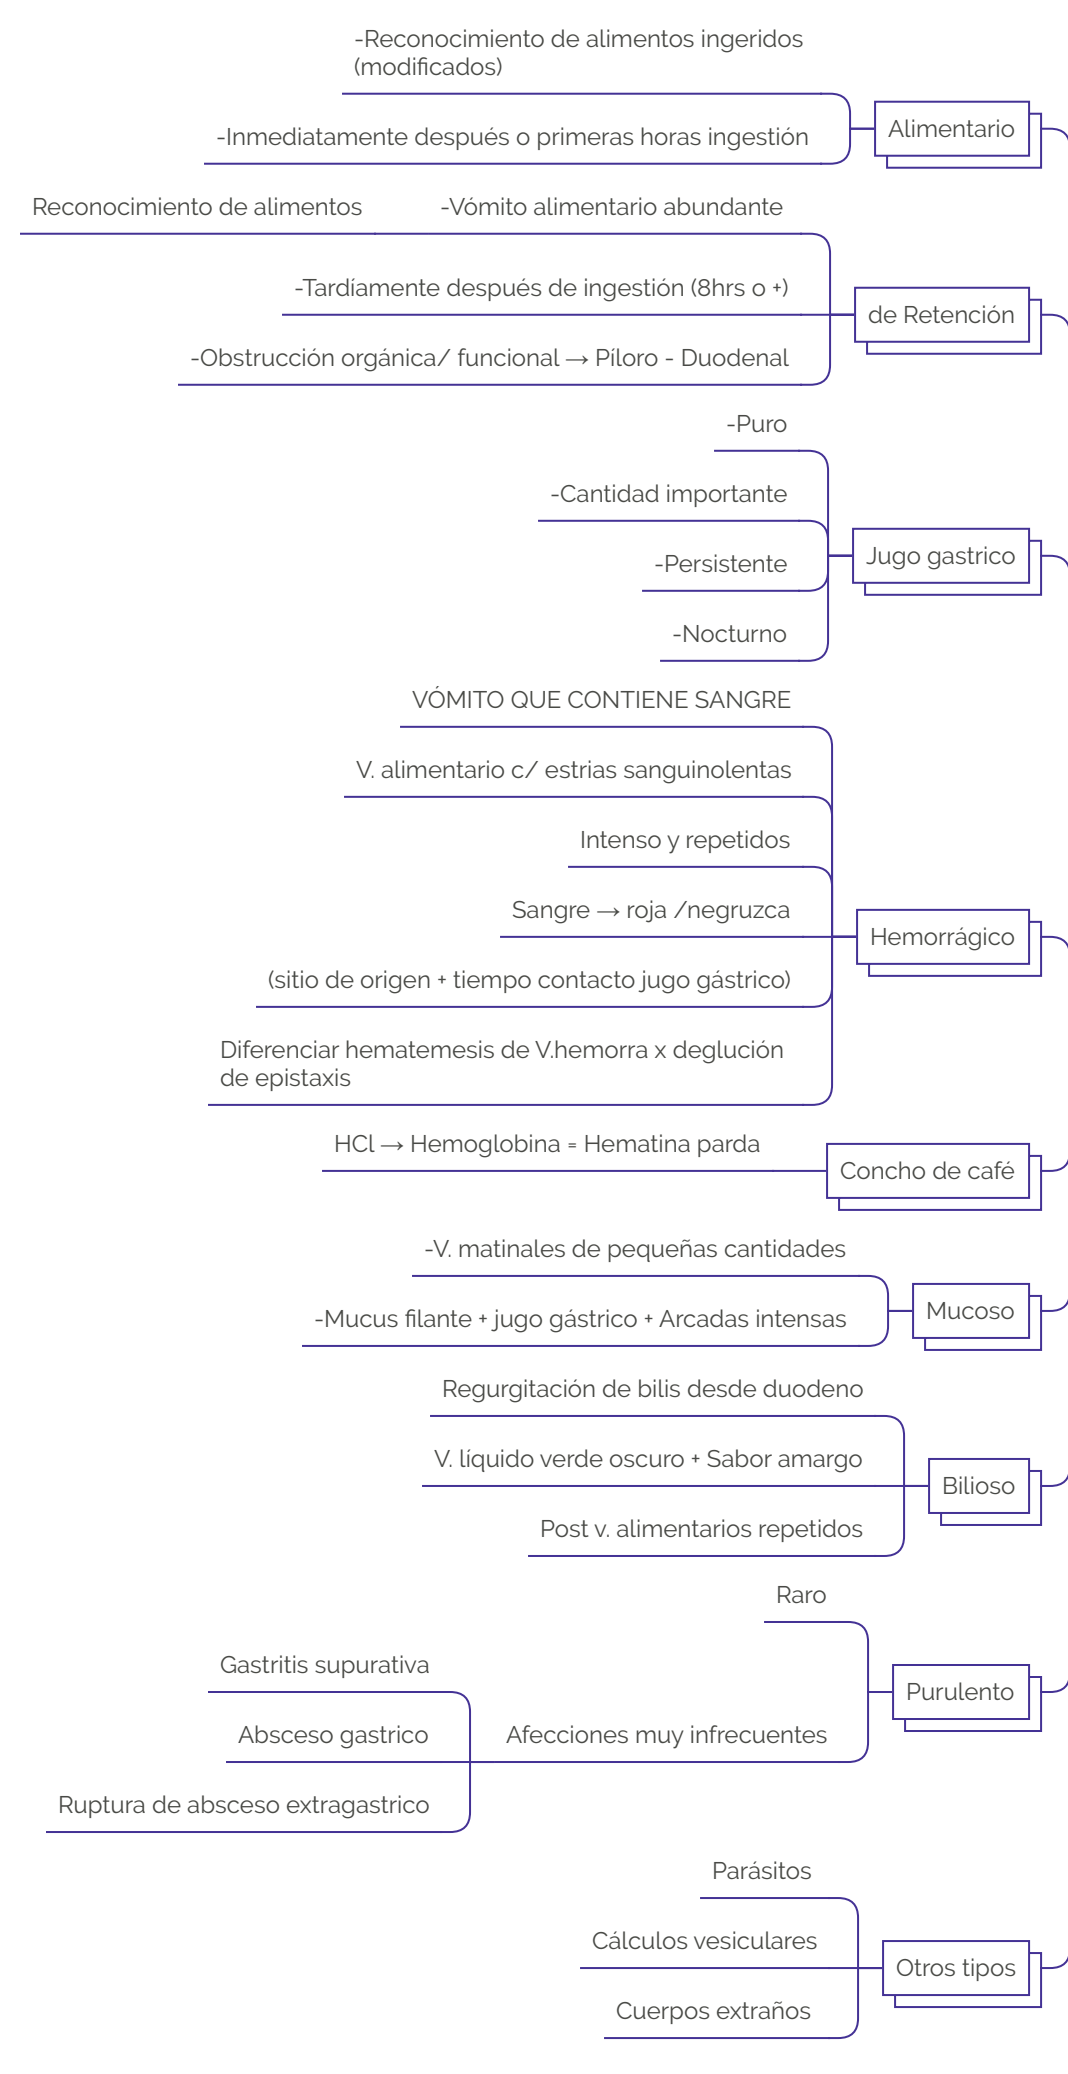 -Reconocimiento de alimentos ingeridos
(modificados)
-Inmediatamente después o primeras horas ingestión
Alimentario
Reconocimiento de alimentos
-Vómito alimentario abundante
-Tardíamente después de ingestión (8hrs o +)
-Obstrucción orgánica/ funcional → Píloro - Duodenal
de Retención
-Puro
-Cantidad importante
-Persistente
-Nocturno
Jugo gastrico
VÓMITO QUE CONTIENE SANGRE
V. alimentario c/ estrias sanguinolentas
Intenso y repetidos
Sangre → roja /negruzca
(sitio de origen + tiempo contacto jugo gástrico)
Diferenciar hematemesis de V.hemorra x deglución
de epistaxis
Hemorrágico
HCl → Hemoglobina = Hematina parda
Concho de café
-V. matinales de pequeñas cantidades
-Mucus filante + jugo gástrico + Arcadas intensas
Mucoso
Regurgitación de bilis desde duodeno
V. líquido verde oscuro + Sabor amargo
Post v. alimentarios repetidos
Bilioso
Raro
Gastritis supurativa
Absceso gastrico
Ruptura de absceso extragastrico
Afecciones muy infrecuentes
Purulento
Parásitos
Cálculos vesiculares
Cuerpos extraños
Otros tipos